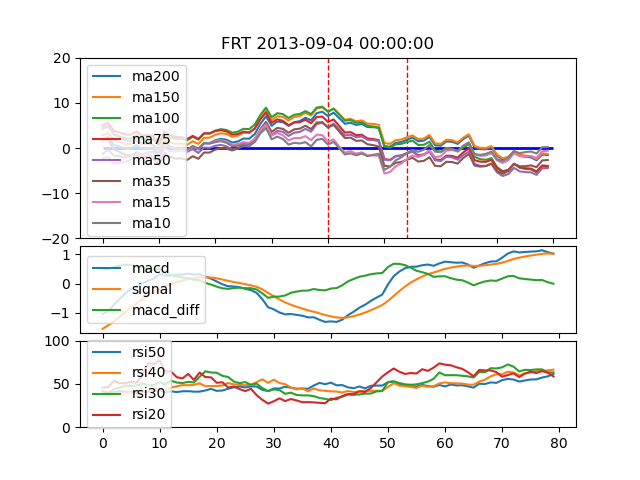 FRT 2013-09-04 00:00:00
20
10
0
−10
−20
ma200
ma150
ma100
ma75
ma50
ma35
ma15
ma10
1
0
−1
macd
signal
macd_diff
100
50
0
rsi50
rsi40
rsi30
rsi20
0 10 20 30 40 50 60 70 80